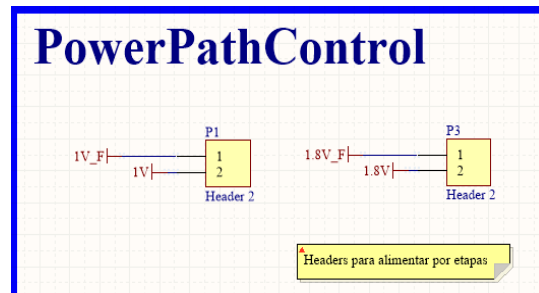 PowerPathControl
P1
1V_F 1
1V 2
Header 2
P3
1.8V_F 1
1.8V 2
Header 2
Headers para alimentar por etapas